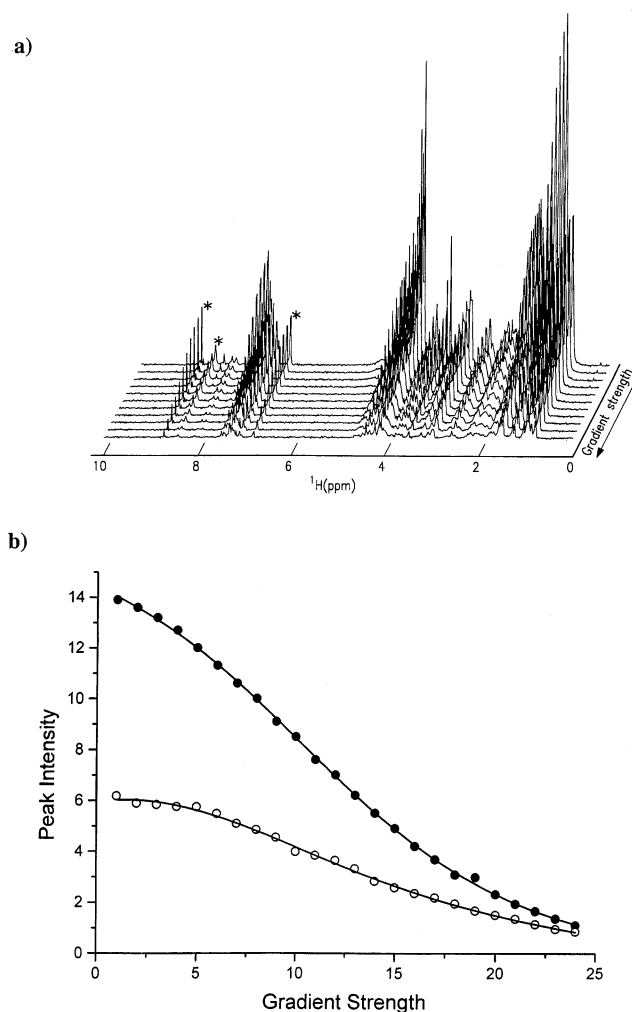 a)
*
*
*
Gradient strength
10 8 6 4 2 0
¹H(ppm)
b)
14
12
10
8
6
4
2
0
Peak Intensity
0 5 10 15 20 25
Gradient Strength